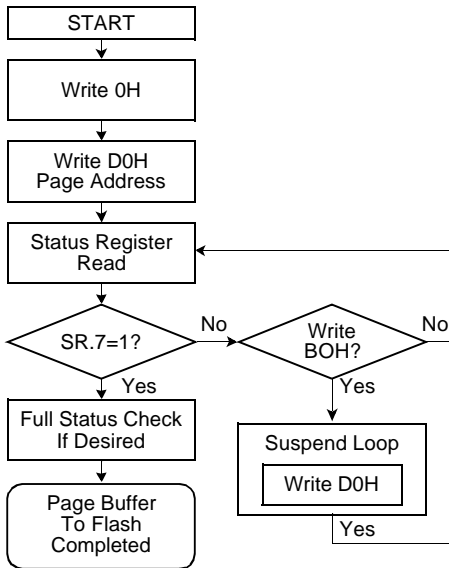 START
Write 0H
Write D0H
Page Address
Status Register
Read
SR.7=1?
No
Write
BOH?
No
Yes
Yes
Full Status Check
If Desired
Suspend Loop
Write D0H
Page Buffer
To Flash
Completed
Yes